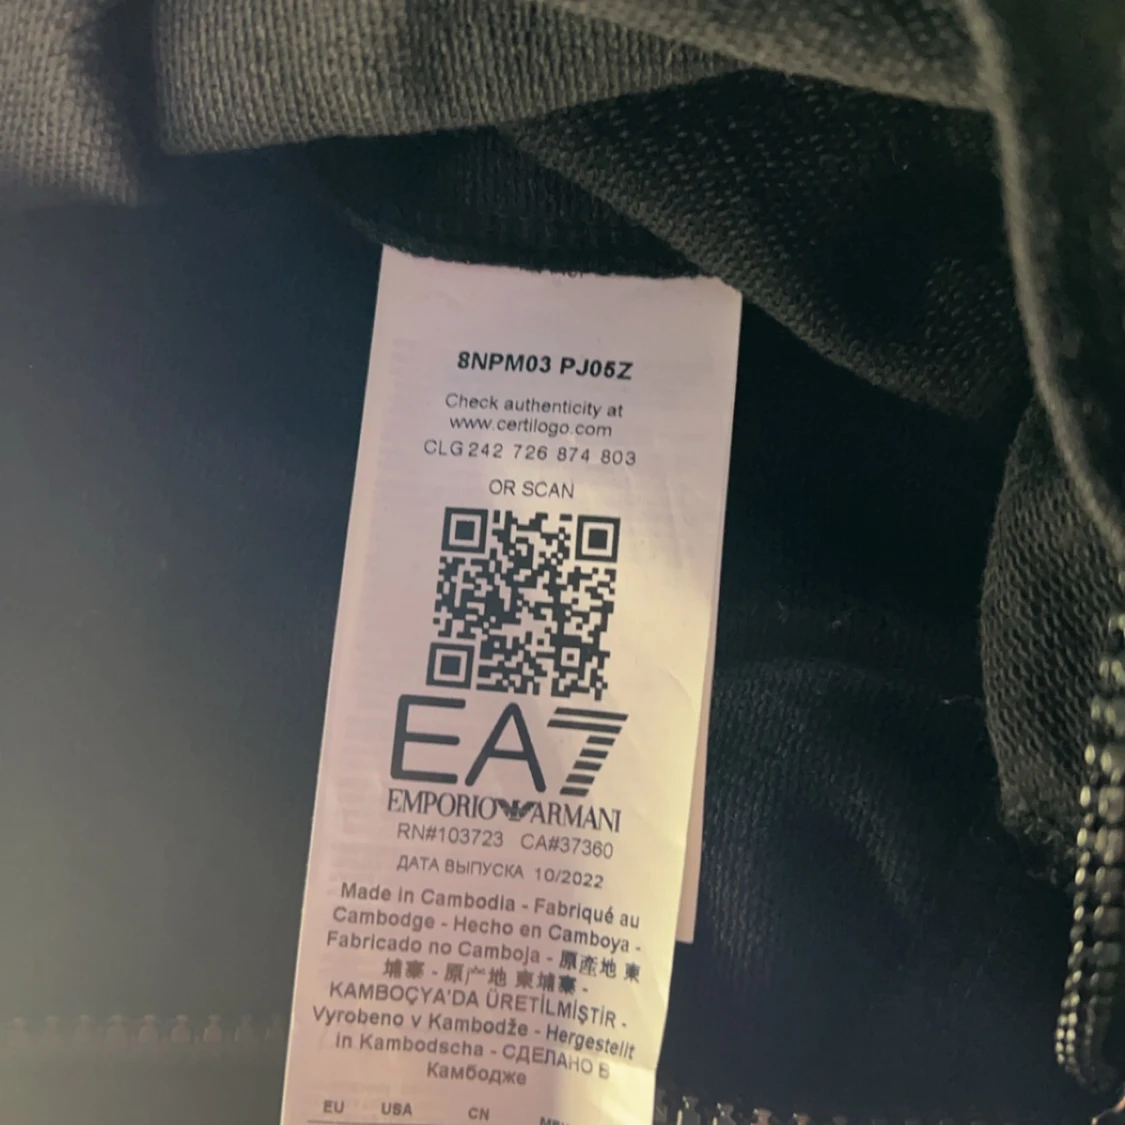 8NPM03 PJ05Z
Check authenticity at
www.certilogo.com
CLG 242 726 874 803
OR SCAN
EA7
EMPORIO ARMANI
RN#103723 CA#37360
ДАТА ВЫПУСКА 10/2022
Made in Cambodia - Fabriqué au
Cambodge - Hecho en Camboya -
Fabricado no Camboja - 原産地 柬
埔寨 - 原产地 柬埔寨 -
KAMBOÇYA'DA ÜRETİLMİŞTİR -
Vyrobeno v Kambodže - Hergestellt
in Kambodscha - СДЕЛАНО В
Камбодже
EU USA CN